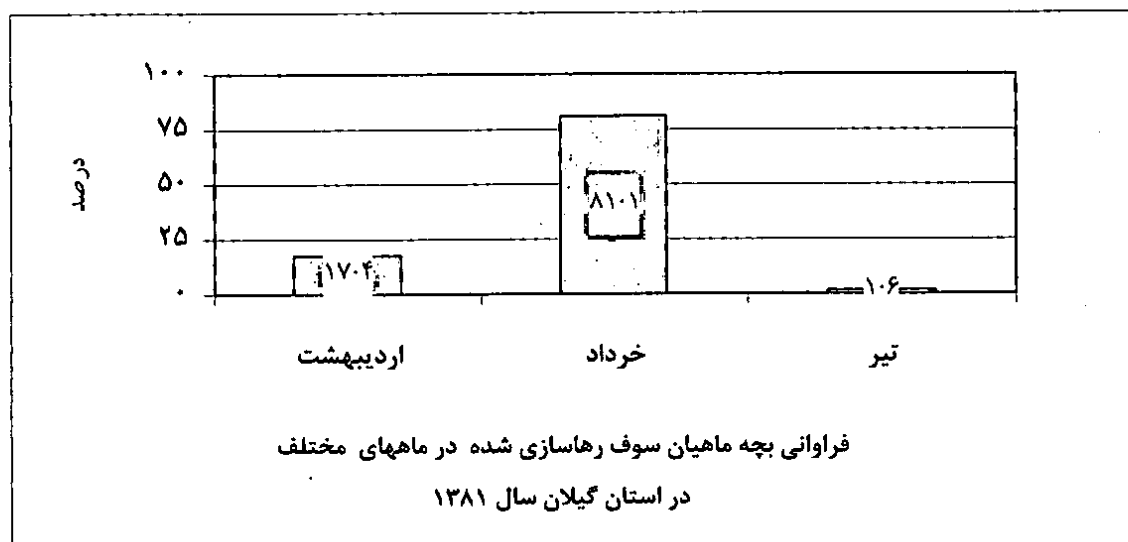 ۱۰۰
۷۵
۵۰
۲۵
۰
درصد
۱۷۰۴
۸۱۰۱
۱۰۶
اردیبهشت
خرداد
تیر
فراوانی بچه ماهیان سوف رهاسازی شده در ماههای مختلف
در استان گیلان سال ۱۳۸۱